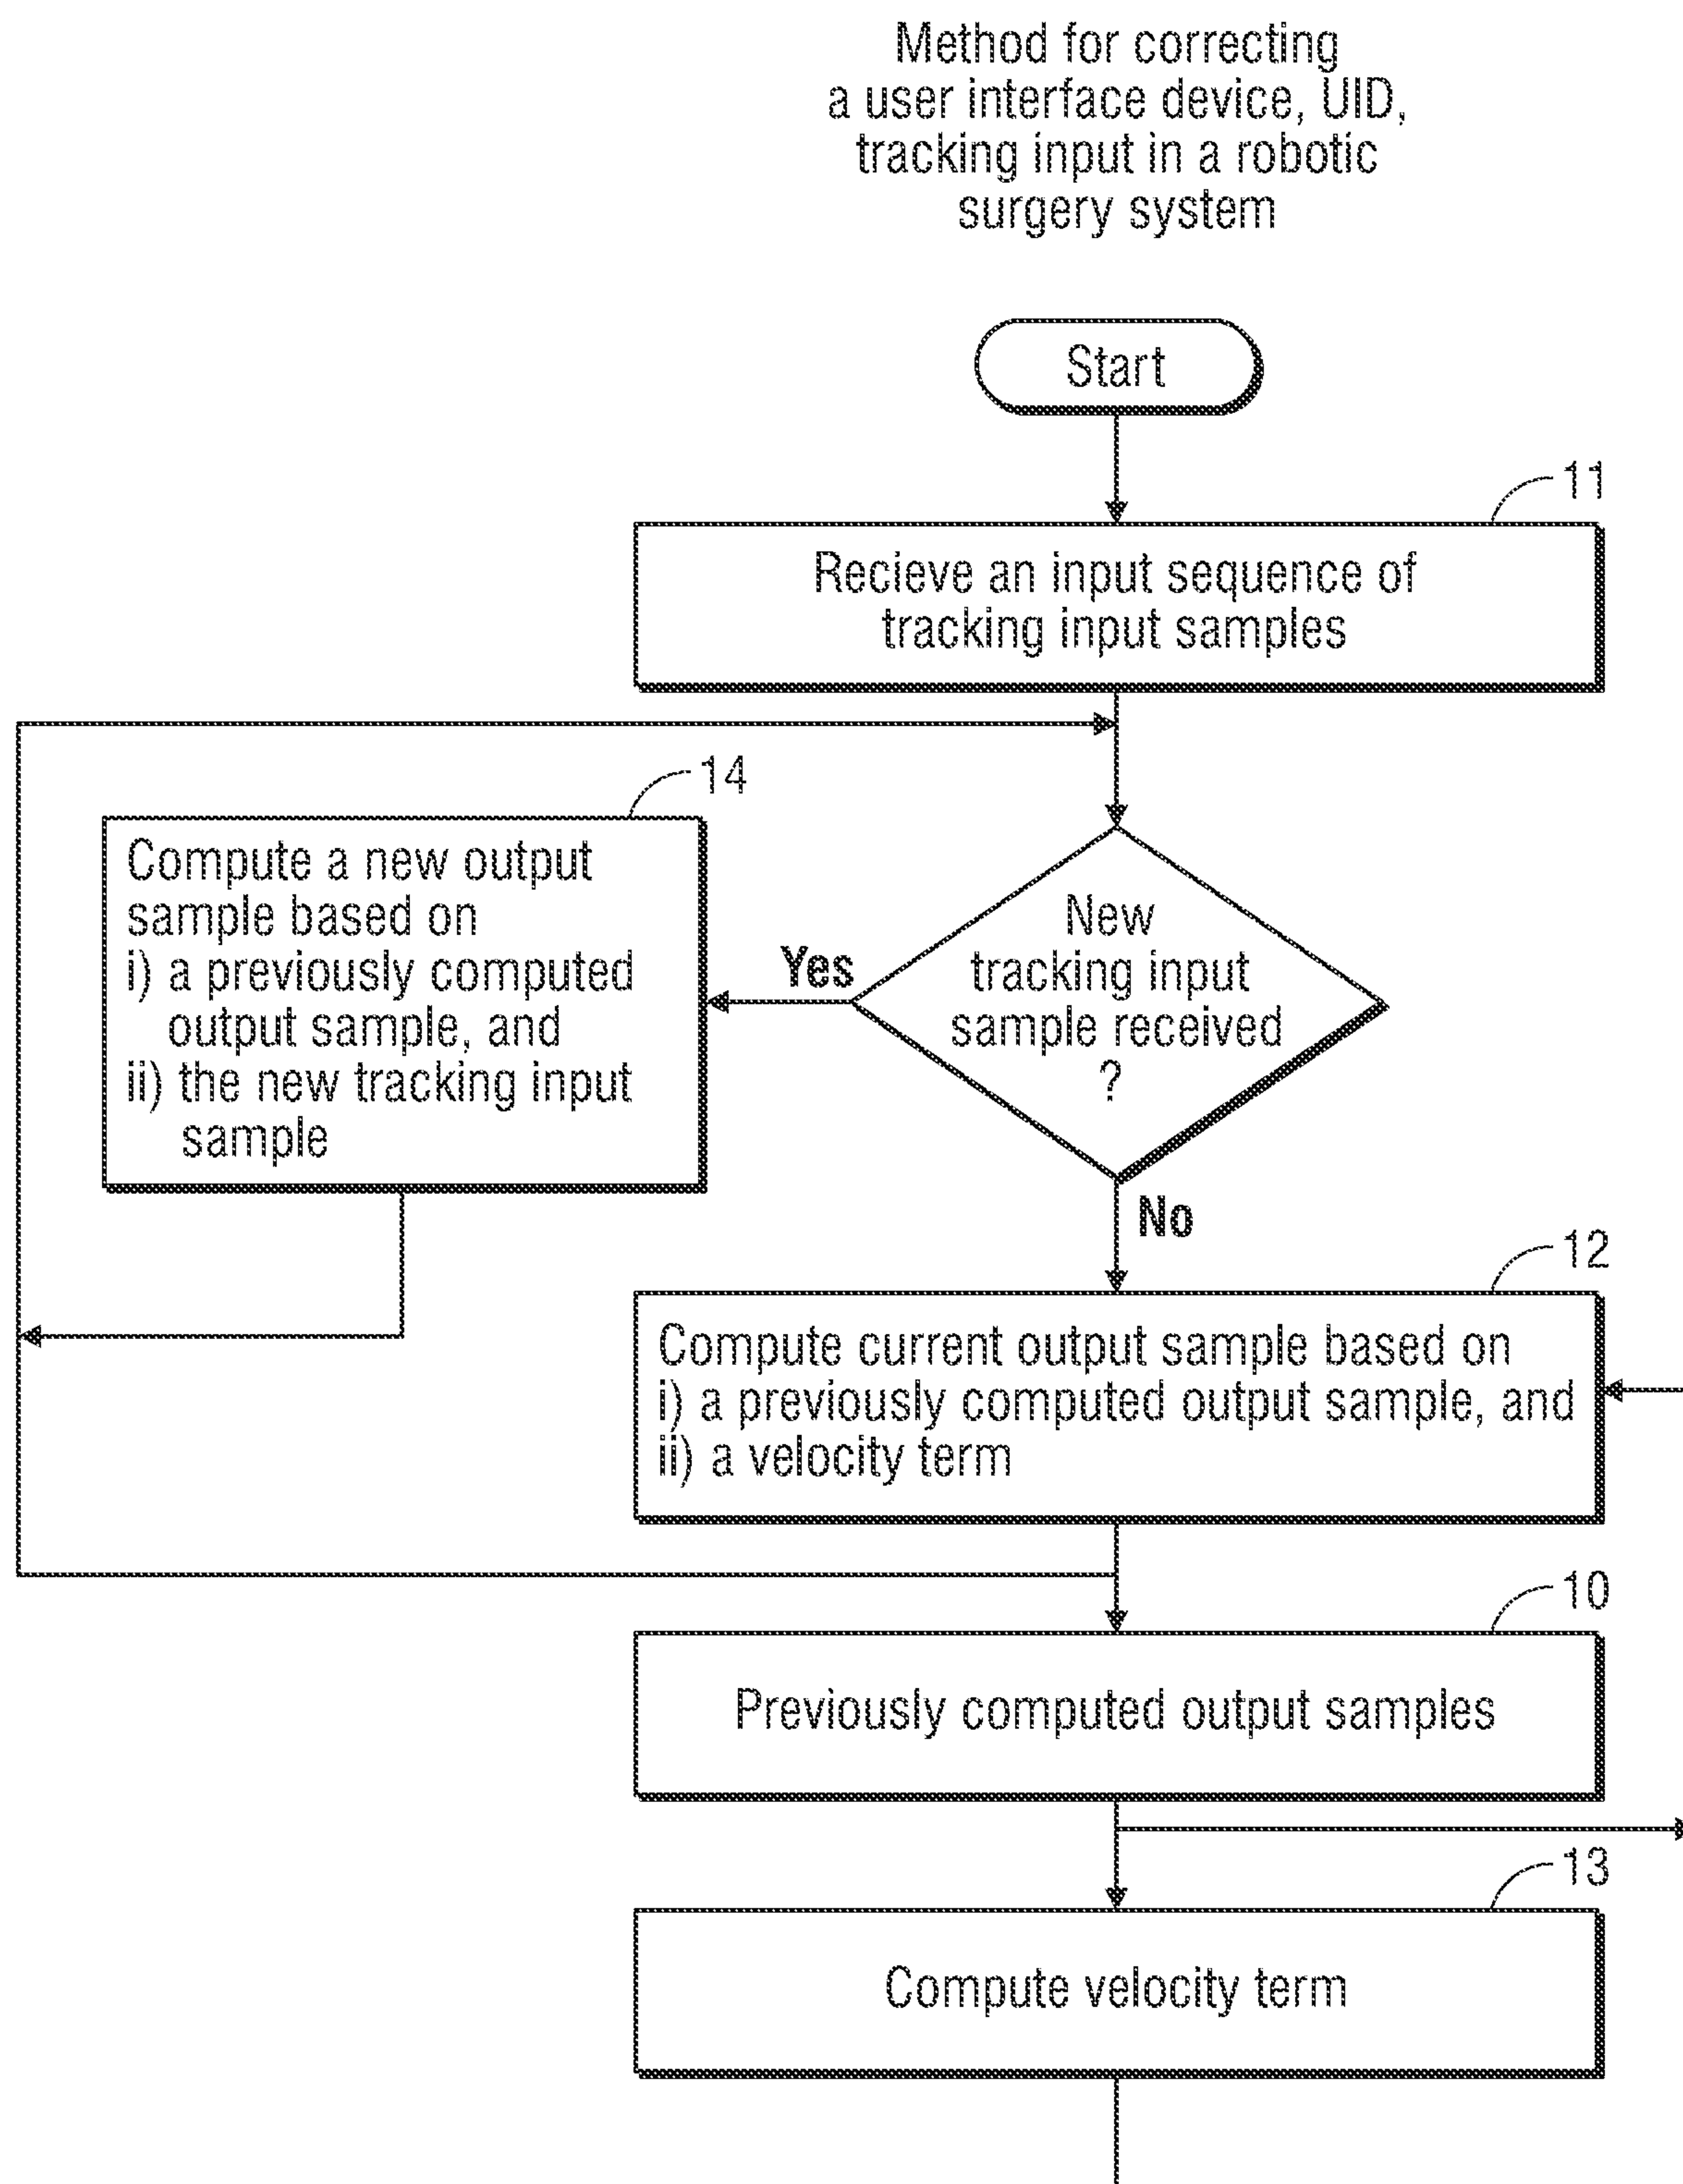 Method for correcting
a user interface device, UID,
tracking input in a robotic
surgery system
Start
11
Recieve an input sequence of
tracking input samples
14
Compute a new output
sample based on
i) a previously computed
output sample, and
ii) the new tracking input
sample
Yes
New
tracking input
sample received
?
No
12
Compute current output sample based on
i) a previously computed output sample, and
ii) a velocity term
10
Previously computed output samples
13
Compute velocity term